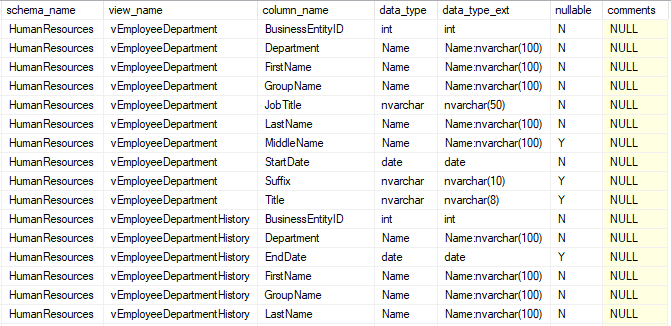 schema_name view_name column_name data_type data_type_ext nullable comments
HumanResources vEmployeeDepartment BusinessEntityID int int N NULL
HumanResources vEmployeeDepartment Department Name Name:nvarchar(100) N NULL
HumanResources vEmployeeDepartment FirstName Name Name:nvarchar(100) N NULL
HumanResources vEmployeeDepartment GroupName Name Name:nvarchar(100) N NULL
HumanResources vEmployeeDepartment JobTitle nvarchar nvarchar(50) N NULL
HumanResources vEmployeeDepartment LastName Name Name:nvarchar(100) N NULL
HumanResources vEmployeeDepartment MiddleName Name Name:nvarchar(100) Y NULL
HumanResources vEmployeeDepartment StartDate date date N NULL
HumanResources vEmployeeDepartment Suffix nvarchar nvarchar(10) Y NULL
HumanResources vEmployeeDepartment Title nvarchar nvarchar(8) Y NULL
HumanResources vEmployeeDepartmentHistory BusinessEntityID int int N NULL
HumanResources vEmployeeDepartmentHistory Department Name Name:nvarchar(100) N NULL
HumanResources vEmployeeDepartmentHistory EndDate date date Y NULL
HumanResources vEmployeeDepartmentHistory FirstName Name Name:nvarchar(100) N NULL
HumanResources vEmployeeDepartmentHistory GroupName Name Name:nvarchar(100) N NULL
HumanResources vEmployeeDepartmentHistory LastName Name Name:nvarchar(100) N NULL